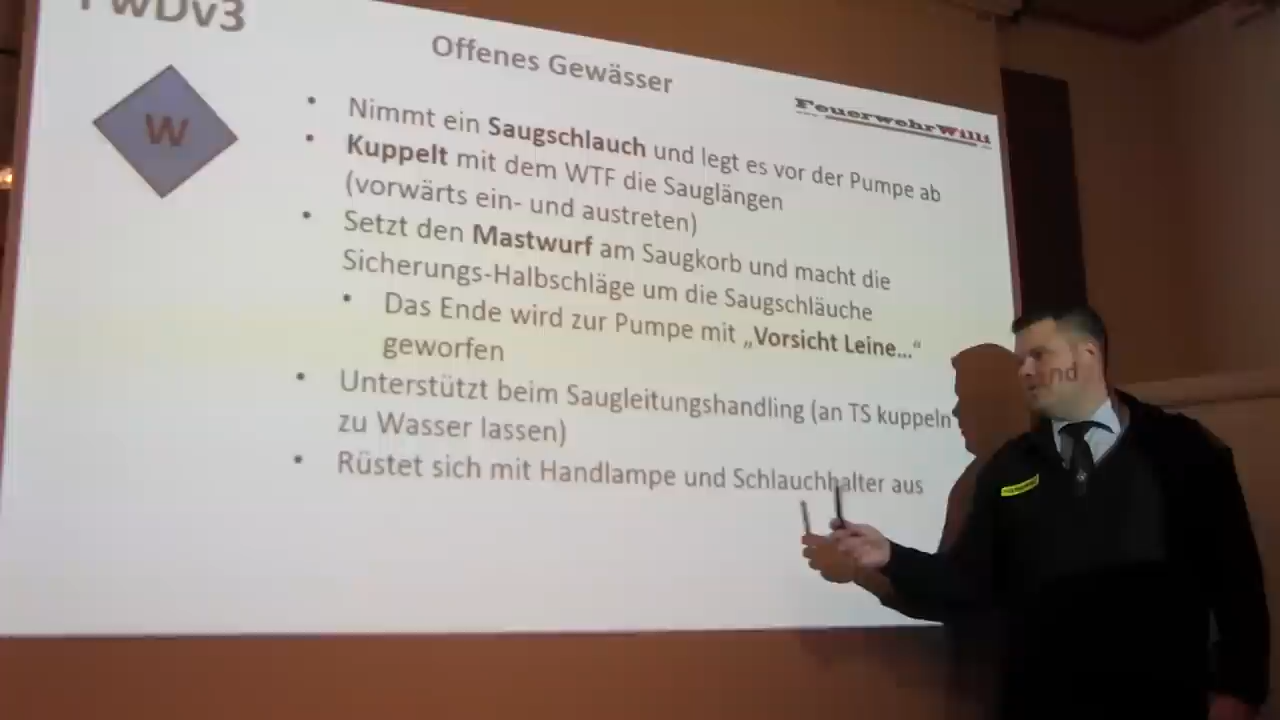 FwDv3
Offenes Gewässer
FeuerwehrWilli
W
• Nimmt ein Saugschlauch und legt es vor der Pumpe ab
• Kuppelt mit dem WTF die Sauglängen
(vorwärts ein- und austreten)
• Setzt den Mastwurf am Saugkorb und macht die
Sicherungs-Halbschläge um die Saugschläuche
• Das Ende wird zur Pumpe mit „Vorsicht Leine...“
geworfen
• Unterstützt beim Saugleitungshandling (an TS kuppeln
nd
zu Wasser lassen)
• Rüstet sich mit Handlampe und Schlauchhalter aus